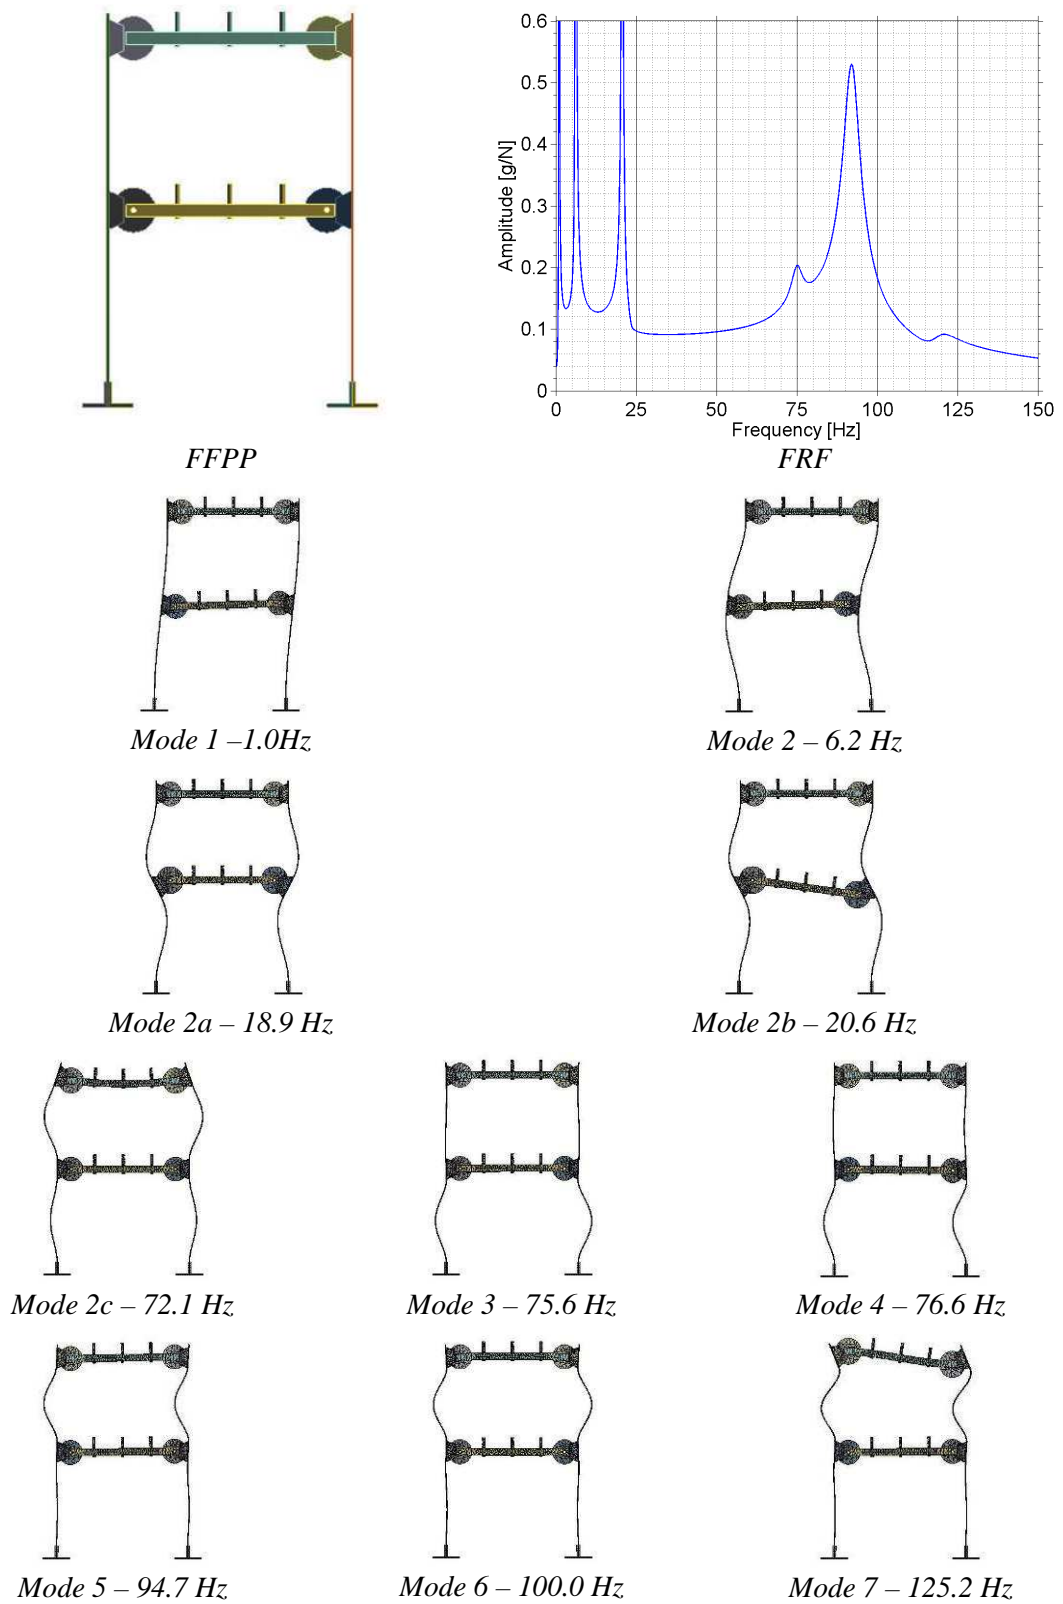 0.6
0.5
0.4
0.3
0.2
0.1
0
Amplitude [g/N]
0 25 50 75 100 125 150
Frequency [Hz]
FFPP
FRF
Mode 1 –1.0Hz
Mode 2 – 6.2 Hz
Mode 2a – 18.9 Hz
Mode 2b – 20.6 Hz
Mode 2c – 72.1 Hz
Mode 3 – 75.6 Hz
Mode 4 – 76.6 Hz
Mode 5 – 94.7 Hz
Mode 6 – 100.0 Hz
Mode 7 – 125.2 Hz